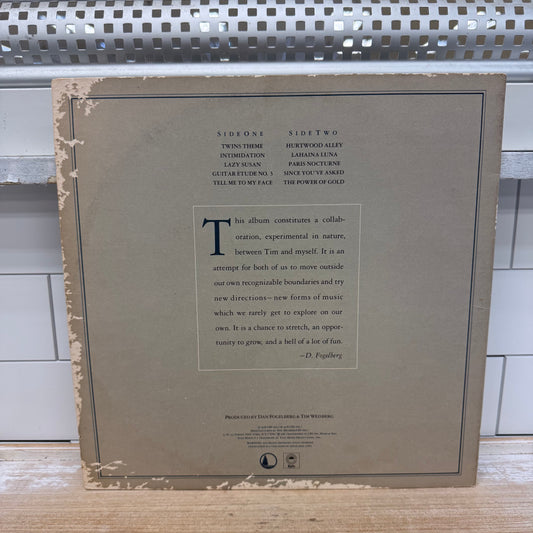 SIDE ONE
TWINS THEME
INTIMIDATION
LAZY SUSAN
GUITAR ETUDE NO. 3
TELL ME TO MY FACE
SIDE TWO
HURTWOOD ALLEY
LAHAINA LUNA
PARIS NOCTURNE
SINCE YOU'VE ASKED
THE POWER OF GOLD
This album constitutes a collab-
oration, experimental in nature,
between Tim and myself. It is an
attempt for both of us to move outside
our own recognizable boundaries and try
new directions—new forms of music
which we rarely get to explore on our
own. It is a chance to stretch, an oppor-
tunity to grow, and a hell of a lot of fun.
—D. Fogelberg
PRODUCED BY DAN FOGELBERG & TIM WEISBERG